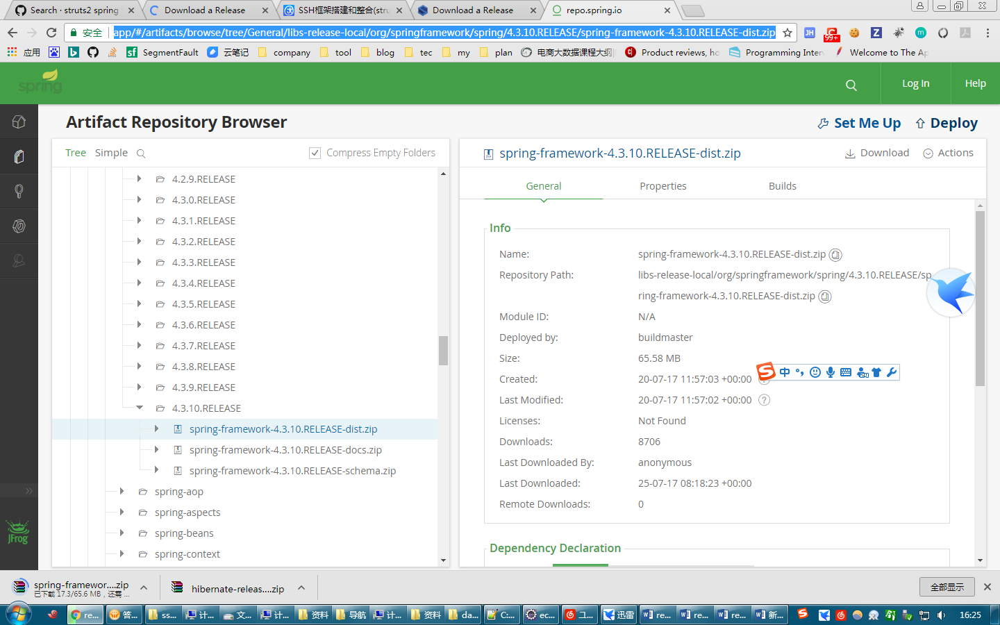 Search · struts2 spring
Download a Release
SSH框架搭建和整合(stru
Download a Release
repo.spring.io
安全
app/#/artifacts/browse/tree/General/libs-release-local/org/springframework/spring/4.3.10.RELEASE/spring-framework-4.3.10.RELEASE-dist.zip
JH
99+
Z
m
应用
SegmentFault
云笔记
company
tool
blog
tec
my
plan
电商大数据课程大纲
Product reviews, ho
Programming Inter
Welcome to The Ap
spring
Log In
Help
Artifact Repository Browser
Set Me Up
Deploy
Tree
Simple
Compress Empty Folders
4.2.9.RELEASE
4.3.0.RELEASE
4.3.1.RELEASE
4.3.2.RELEASE
4.3.3.RELEASE
4.3.4.RELEASE
4.3.5.RELEASE
4.3.6.RELEASE
4.3.7.RELEASE
4.3.8.RELEASE
4.3.9.RELEASE
4.3.10.RELEASE
spring-framework-4.3.10.RELEASE-dist.zip
spring-framework-4.3.10.RELEASE-docs.zip
spring-framework-4.3.10.RELEASE-schema.zip
spring-aop
spring-aspects
spring-beans
spring-context
JFrog
spring-framework-4.3.10.RELEASE-dist.zip
Download
Actions
General
Properties
Builds
Info
Name:
spring-framework-4.3.10.RELEASE-dist.zip
Repository Path:
libs-release-local/org/springframework/spring/4.3.10.RELEASE/sp
ring-framework-4.3.10.RELEASE-dist.zip
Module ID:
N/A
Deployed by:
buildmaster
Size:
65.58 MB
Created:
20-07-17 11:57:03 +00:00
Last Modified:
20-07-17 11:57:02 +00:00
Licenses:
Not Found
Downloads:
8706
Last Downloaded By:
anonymous
Last Downloaded:
25-07-17 08:18:23 +00:00
Remote Downloads:
0
Dependency Declaration
中
spring-framewor....zip
已下载 17.3/65.6 MB，还需 ...
hibernate-releas....zip
全部显示
re...
答...
ss...
计...
文...
计...
资料
导航
计...
资料
da...
C...
ec...
ユ...
迅雷
re...
re...
re...
新...
16:25